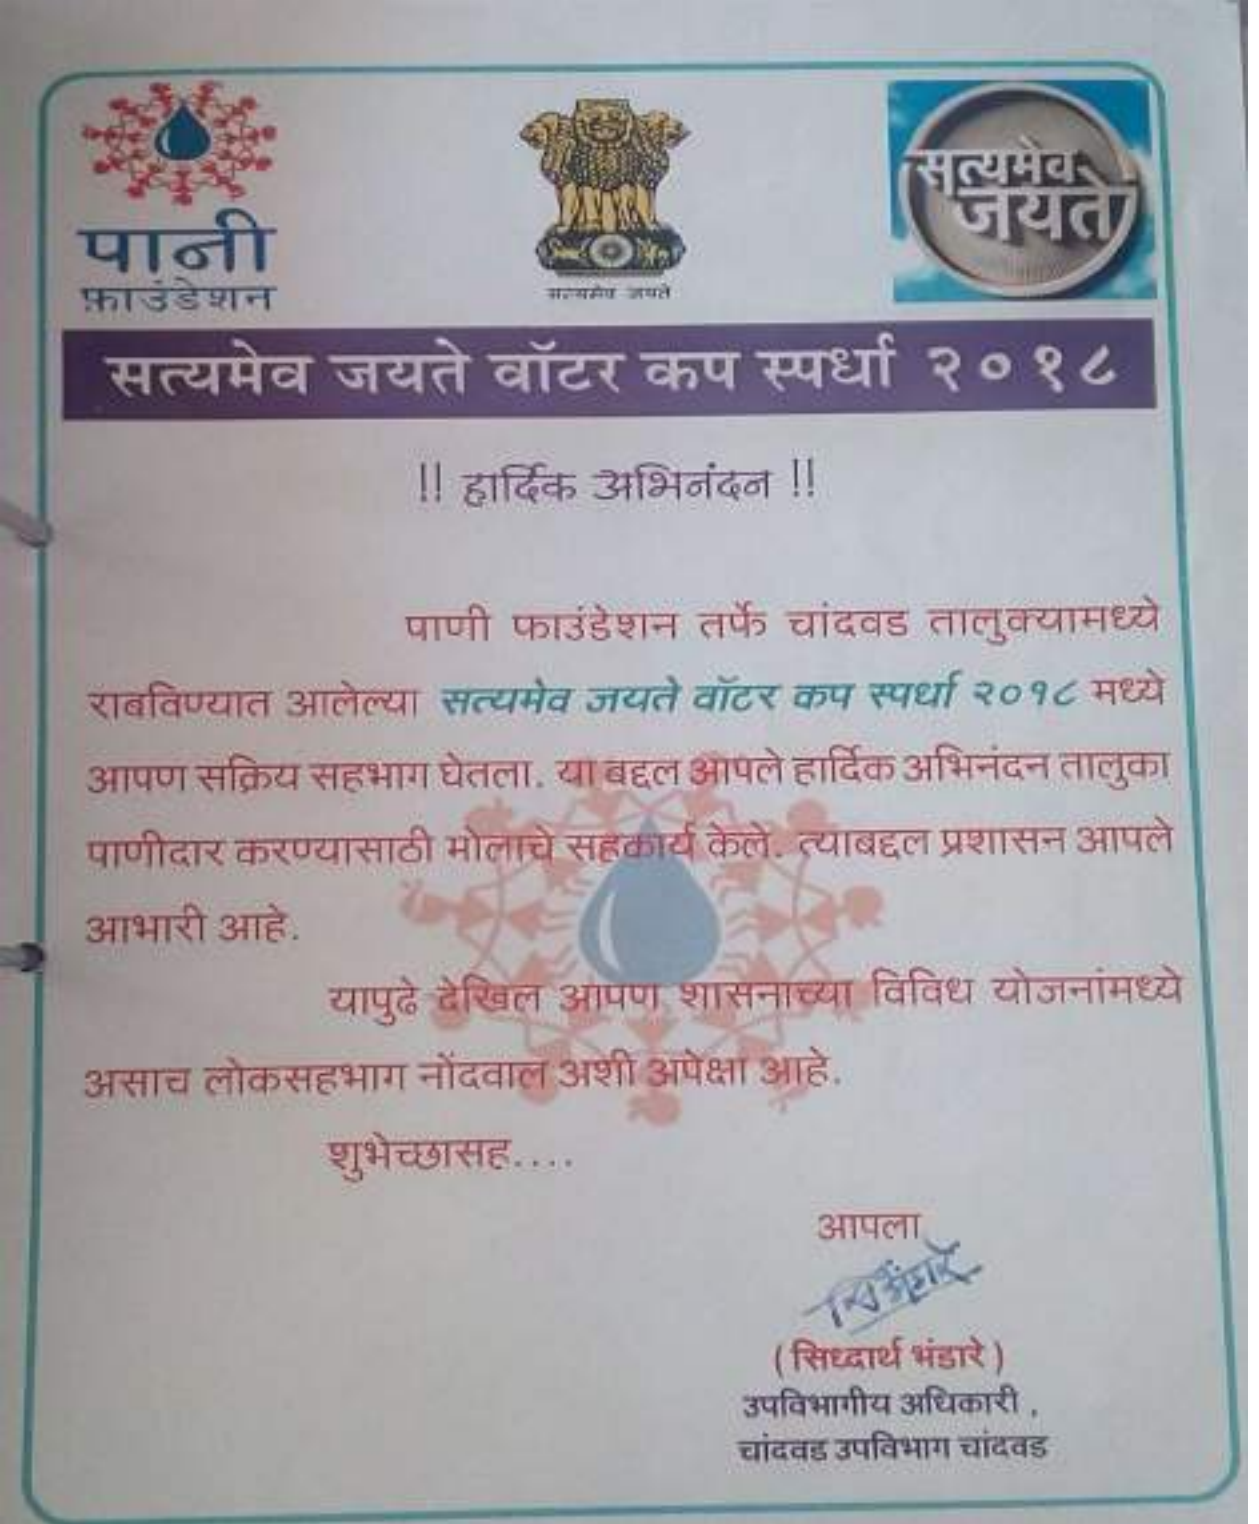 पानी
फ़ाउंडेशन
सत्यमेव जयते
सत्यमेव
जयते
सत्यमेव जयते वॉटर कप स्पर्धा २०१८
!! हार्दिक अभिनंदन !!
पाणी फाउंडेशन तर्फे चांदवड तालुक्यामध्ये
राबविण्यात आलेल्या सत्यमेव जयते वॉटर कप स्पर्धा २०१८ मध्ये
आपण सक्रिय सहभाग घेतला. या बद्दल आपले हार्दिक अभिनंदन तालुका
पाणीदार करण्यासाठी मोलाचे सहकार्य केले. त्याबद्दल प्रशासन आपले
आभारी आहे.
यापुढे देखिल आपण शासनाच्या विविध योजनांमध्ये
असाच लोकसहभाग नोंदवाल अशी अपेक्षा आहे.
शुभेच्छासह....
आपला
(सिध्दार्थ भंडारे)
उपविभागीय अधिकारी .
चांदवड उपविभाग चांदवड